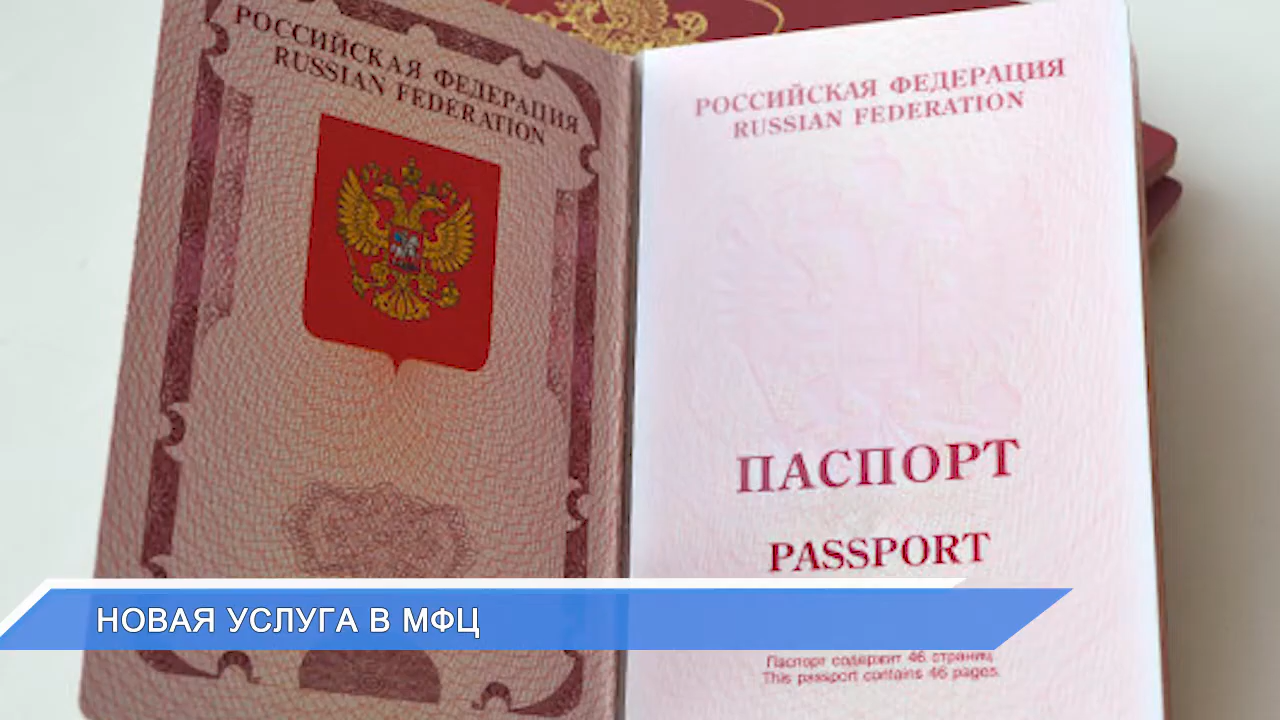 РОССИЙСКАЯ ФЕДЕРАЦИЯ
RUSSIAN FEDERATION
РОССИЙСКАЯ ФЕДЕРАЦИЯ
RUSSIAN FEDERATION
ПАСПОРТ
PASSPORT
НОВАЯ УСЛУГА В МФЦ
Паспорт содержит 46 страниц.
This passport contains 46 pages.